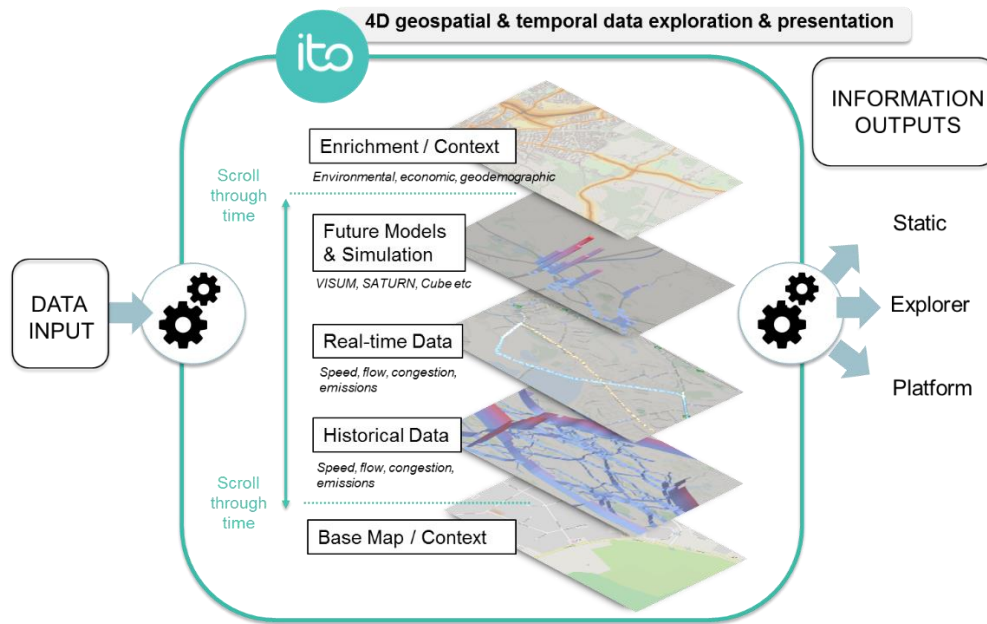 4D geospatial & temporal data exploration & presentation
ito
INFORMATION
OUTPUTS
Enrichment / Context
Environmental, economic, geodemographic
Scroll
through
time
Future Models
& Simulation
VISUM, SATURN, Cube etc
Static
DATA
INPUT
Explorer
Real-time Data
Speed, flow, congestion,
emissions
Platform
Historical Data
Speed, flow, congestion,
emissions
Scroll
through
time
Base Map / Context